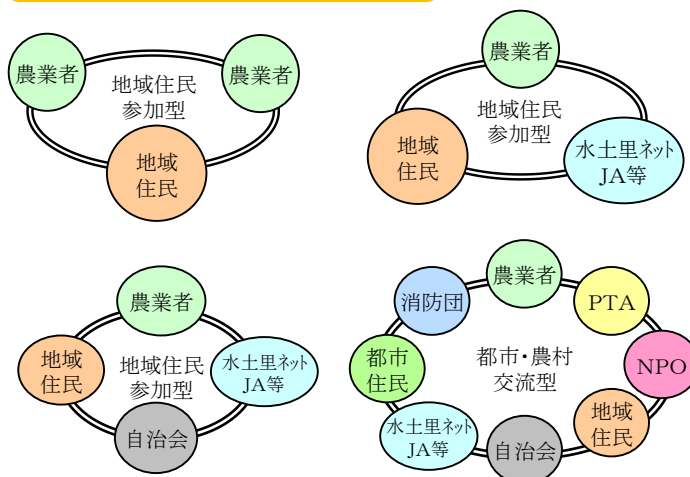 農業者
農業者
地域住民
参加型
地域
住民
農業者
地域住民
参加型
地域
住民
水土里ネット
JA等
農業者
地域
住民
地域住民
参加型
水土里ネット
JA等
自治会
農業者
消防団
PTA
都市
住民
都市・農村
交流型
NPO
水土里ネット
JA等
自治会
地域
住民